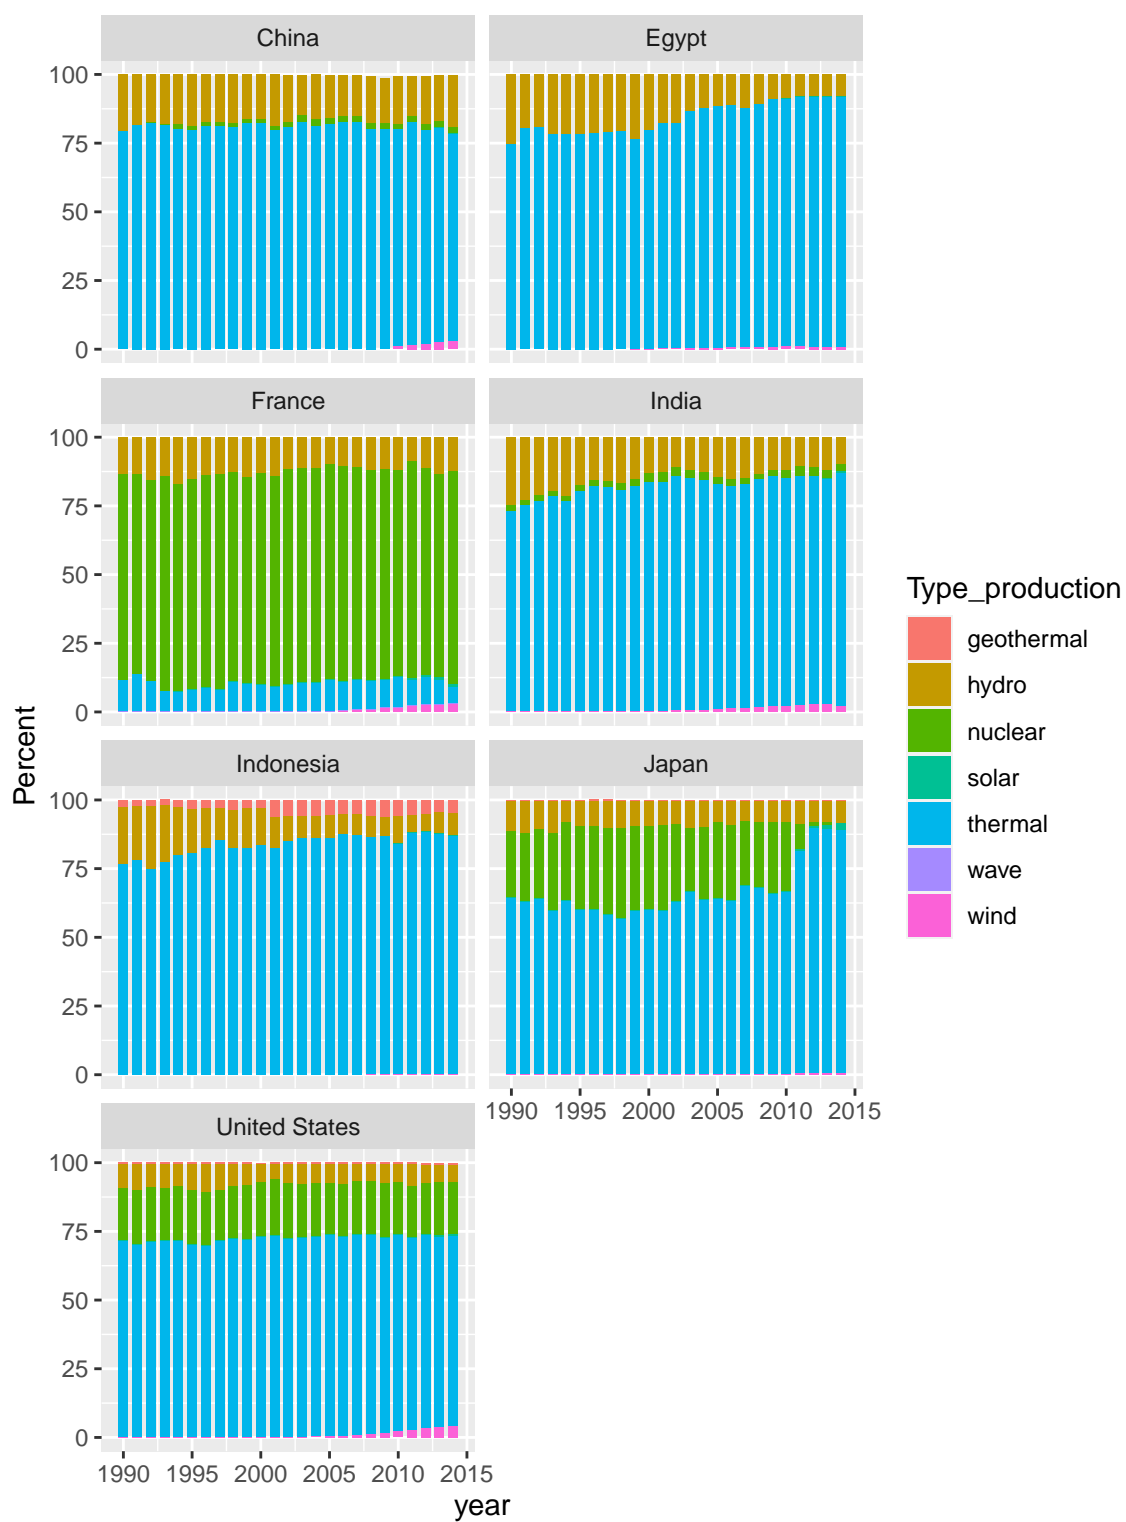 China
Egypt
100
75
50
25
0
France
India
100
75
50
25
0
Indonesia
Japan
100
75
50
25
0
1990 1995 2000 2005 2010 2015
United States
100
75
50
25
0
1990 1995 2000 2005 2010 2015
year
Percent
Type_production
geothermal
hydro
nuclear
solar
thermal
wave
wind